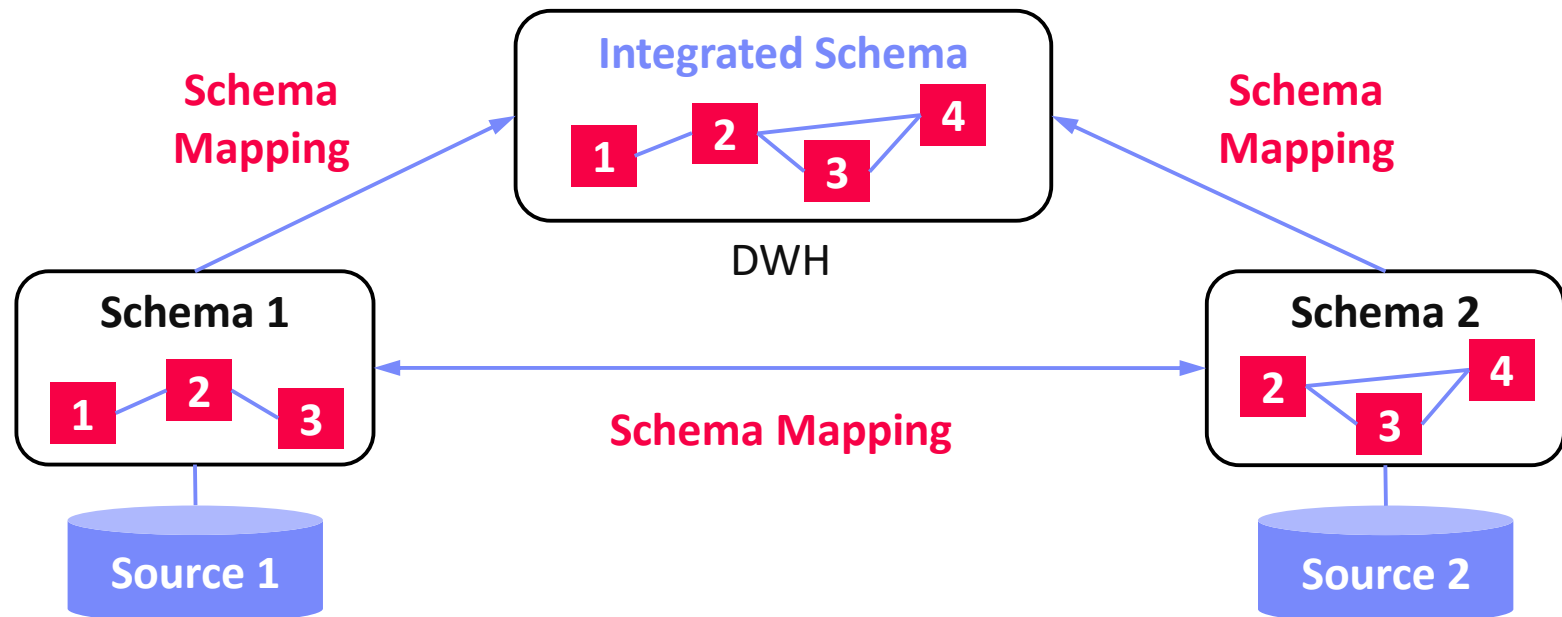 Integrated Schema
1
2
3
4
DWH
Schema
Mapping
Schema
Mapping
Schema 1
1
2
3
Schema Mapping
Schema 2
2
3
4
Source 1
Source 2